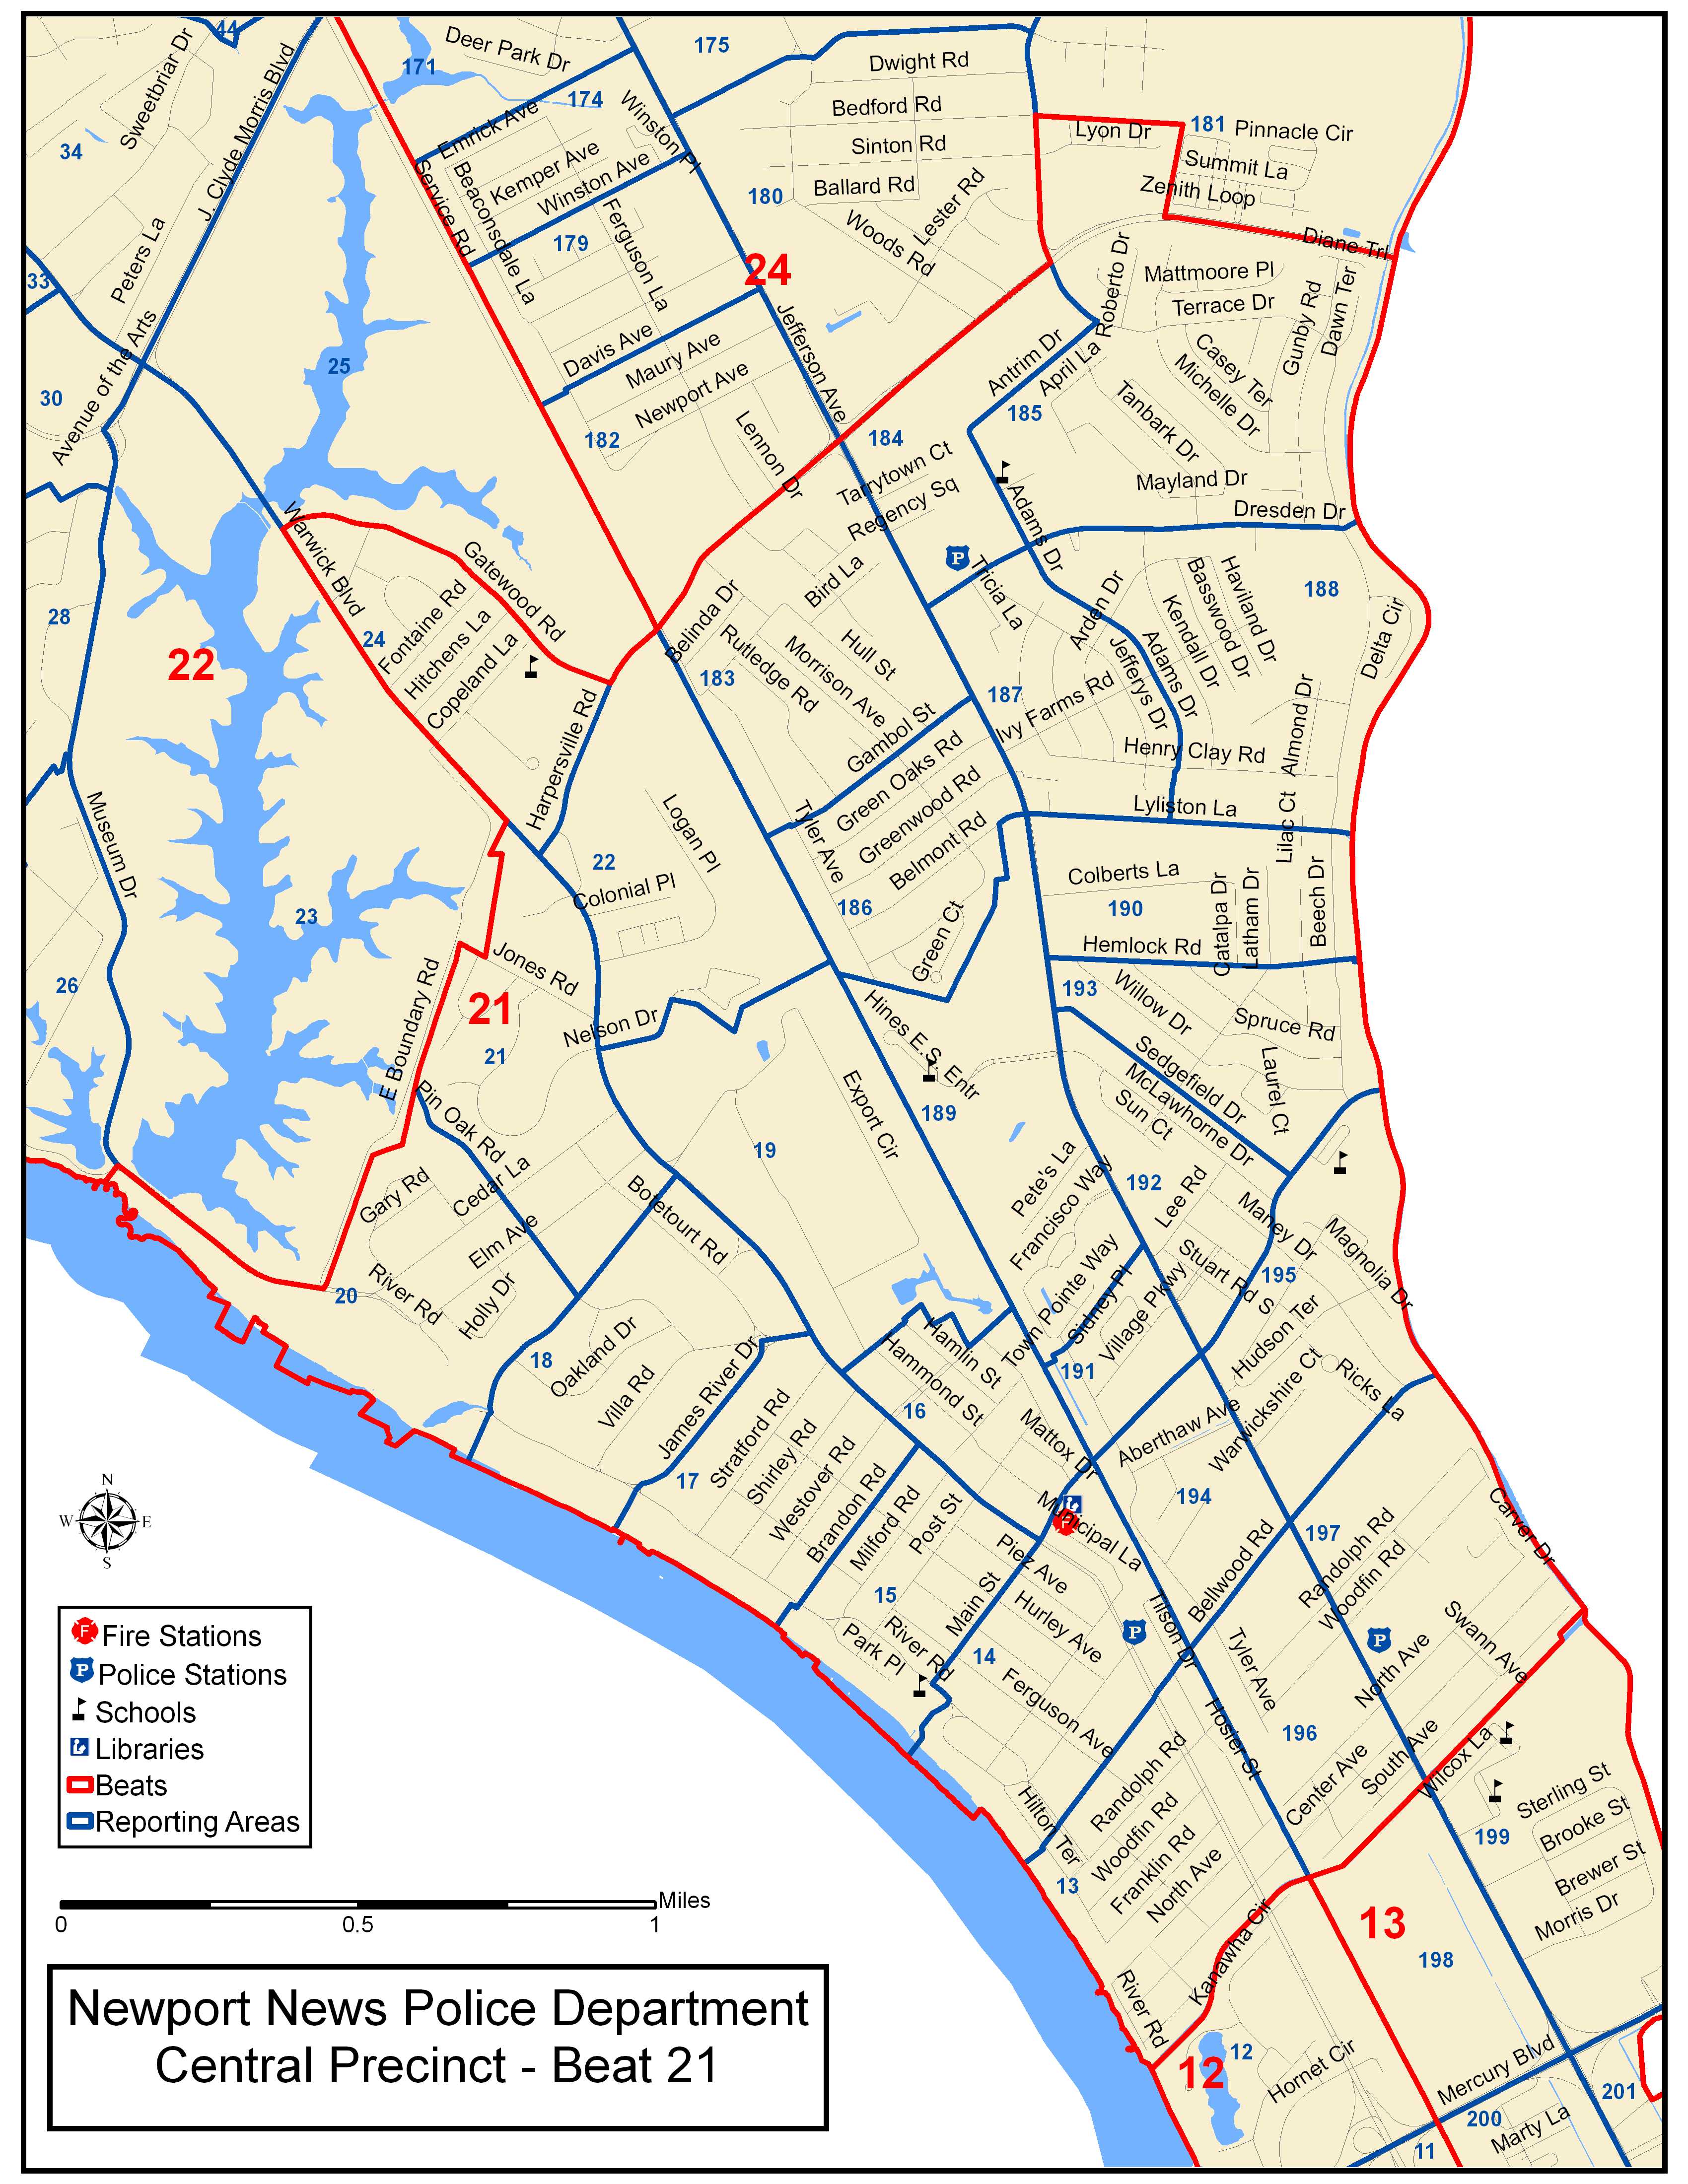 44
175
Deer Park Dr
Dwight Rd
171
Sweetbriar Dr
J. Clyde Morris Blvd
174
Winston Pl
Bedford Rd
Emrick Ave
Lyon Dr
181
Pinnacle Cir
34
Sinton Rd
Kemper Ave
Summit La
Service Rd
Beaconsdale La
Winston Ave
180
Ballard Rd
Lester Rd
Zenith Loop
Ferguson La
Woods Rd
Peters La
179
Diane Trl
33
24
Roberto Dr
Mattmoore Pl
Terrace Dr
Gunby Rd
Dawn Ter
Avenue of the Arts
Davis Ave
Maury Ave
Jefferson Ave
25
Antrim Dr
April La
Casey Ter
Michelle Dr
30
Newport Ave
185
Tanbark Dr
182
Lennon Dr
184
Tarrytown Ct
Regency Sq
Mayland Dr
Adams Dr
Dresden Dr
Warwick Blvd
Gatewood Rd
Bird La
Tricia La
Haviland Dr
Basswood Dr
Kendall Dr
188
28
Fontaine Rd
Hitchens La
Copeland La
24
Belinda Dr
Rutledge Rd
Morrison Ave
Hull St
Arden Dr
Jefferys Dr
Adams Dr
Delta Cir
22
183
187
Ivy Farms Rd
Almond Dr
Harpersville Rd
Gambol St
Henry Clay Rd
Green Oaks Rd
Greenwood Rd
Belmont Rd
Museum Dr
Logan Pl
Tyler Ave
Lyliston La
Lilac Ct
22
Colonial Pl
Colberts La
Catalpa Dr
Latham Dr
Beech Dr
23
186
190
Green Ct
Hemlock Rd
Jones Rd
26
E Boundary Rd
21
193
Willow Dr
Nelson Dr
Hines E.S. Entr
Spruce Rd
21
Sedgefield Dr
Laurel Ct
McLawhorne Dr
Pin Oak Rd
Export Cir
189
Sun Ct
19
Pete's La
Gary Rd
Cedar La
Botetourt Rd
Francisco Way
192
Lee Rd
Maney Dr
Elm Ave
Magnolia Dr
River Rd
20
Holly Dr
Town Pointe Way
Sidney Pl
Village Pkwy
Stuart Rd S
195
Hudson Ter
18
Oakland Dr
Hamlin St
Hammond St
191
Villa Rd
James River Dr
Warwickshire Ct
Ricks La
16
Stratford Rd
Shirley Rd
Westover Rd
Brandon Rd
Mattox Dr
Aberthaw Ave
17
Milford Rd
Post St
Municipal La
194
Carver Dr
197
Piez Ave
Bellwood Rd
Randolph Rd
Woodfin Rd
15
Main St
Hurley Ave
Tilson Dr
Park Pl
River Rd
14
Tyler Ave
North Ave
Swann Ave
Ferguson Ave
Hosier St
196
Randolph Rd
Center Ave
South Ave
Wilcox La
Hilton Ter
Woodfin Rd
Franklin Rd
North Ave
Sterling St
Brooke St
199
Brewer St
Morris Dr
13
Kanawha Cir
13
198
River Rd
12
12
Hornet Cir
Mercury Blvd
201
200
Marty La
11
N
W
E
S
Fire Stations
Police Stations
Schools
Libraries
Beats
Reporting Areas
Miles
0
0.5
1
Newport News Police Department
Central Precinct - Beat 21